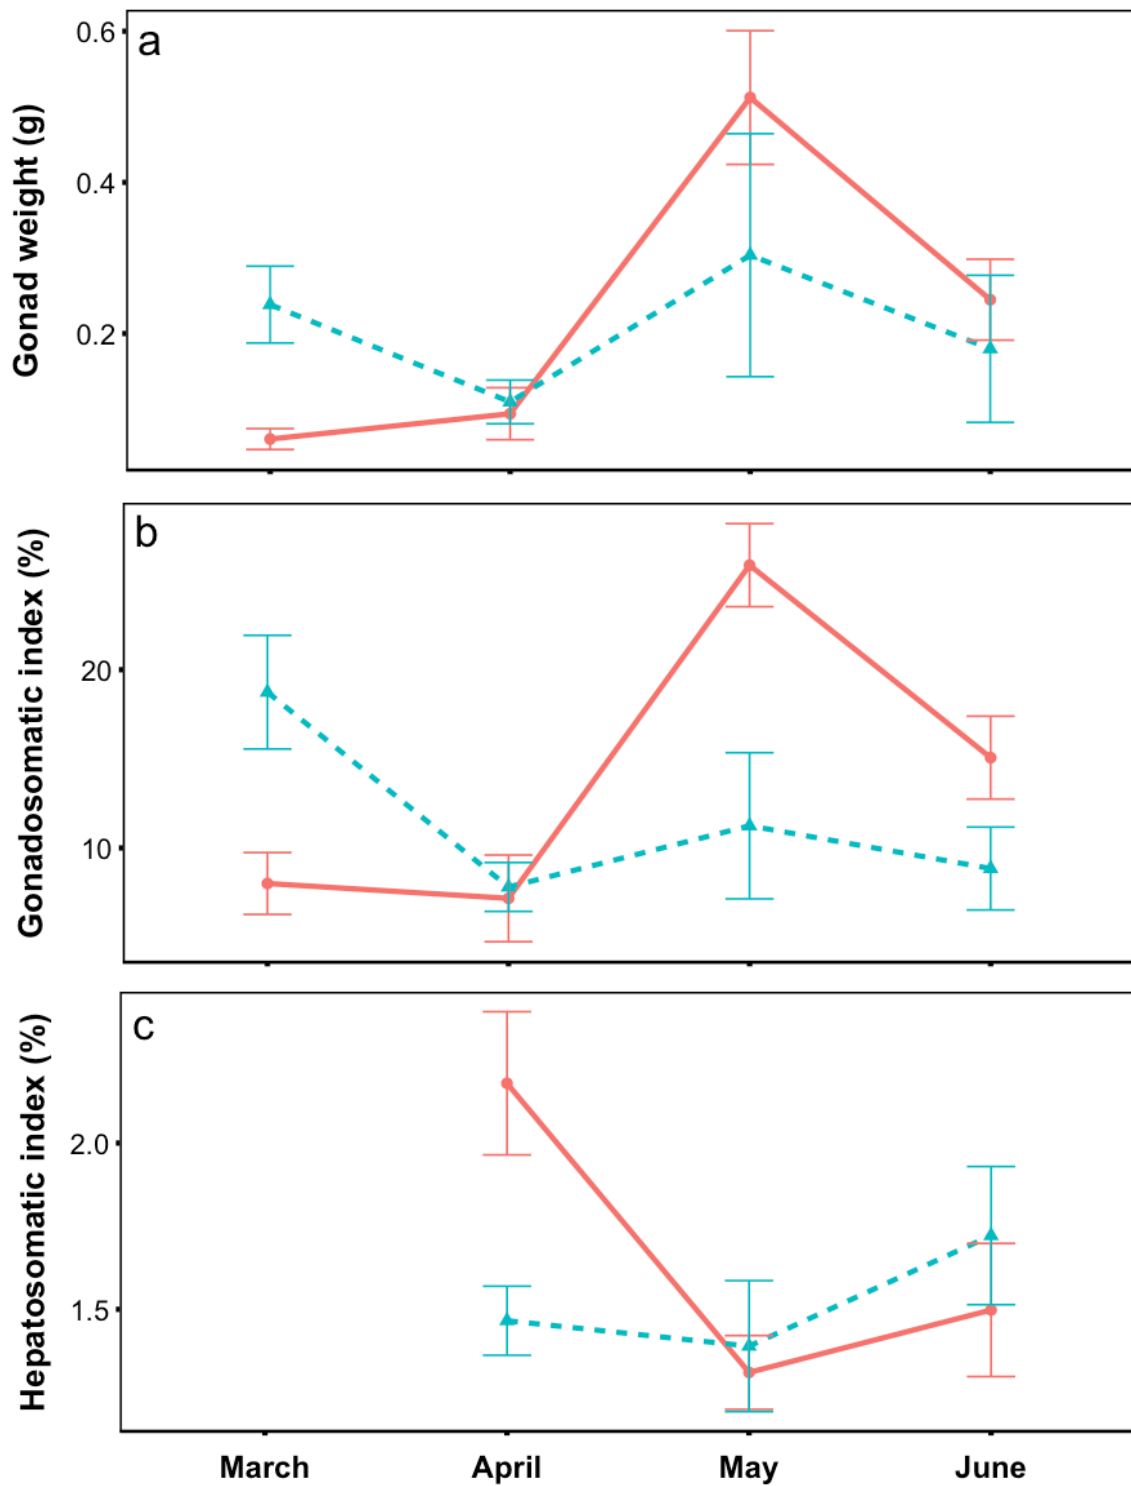 a
Gonad weight (g)
0.6
0.4
0.2
b
Gonadosomatic index (%)
20
10
c
Hepatosomatic index (%)
2.0
1.5
March April May June